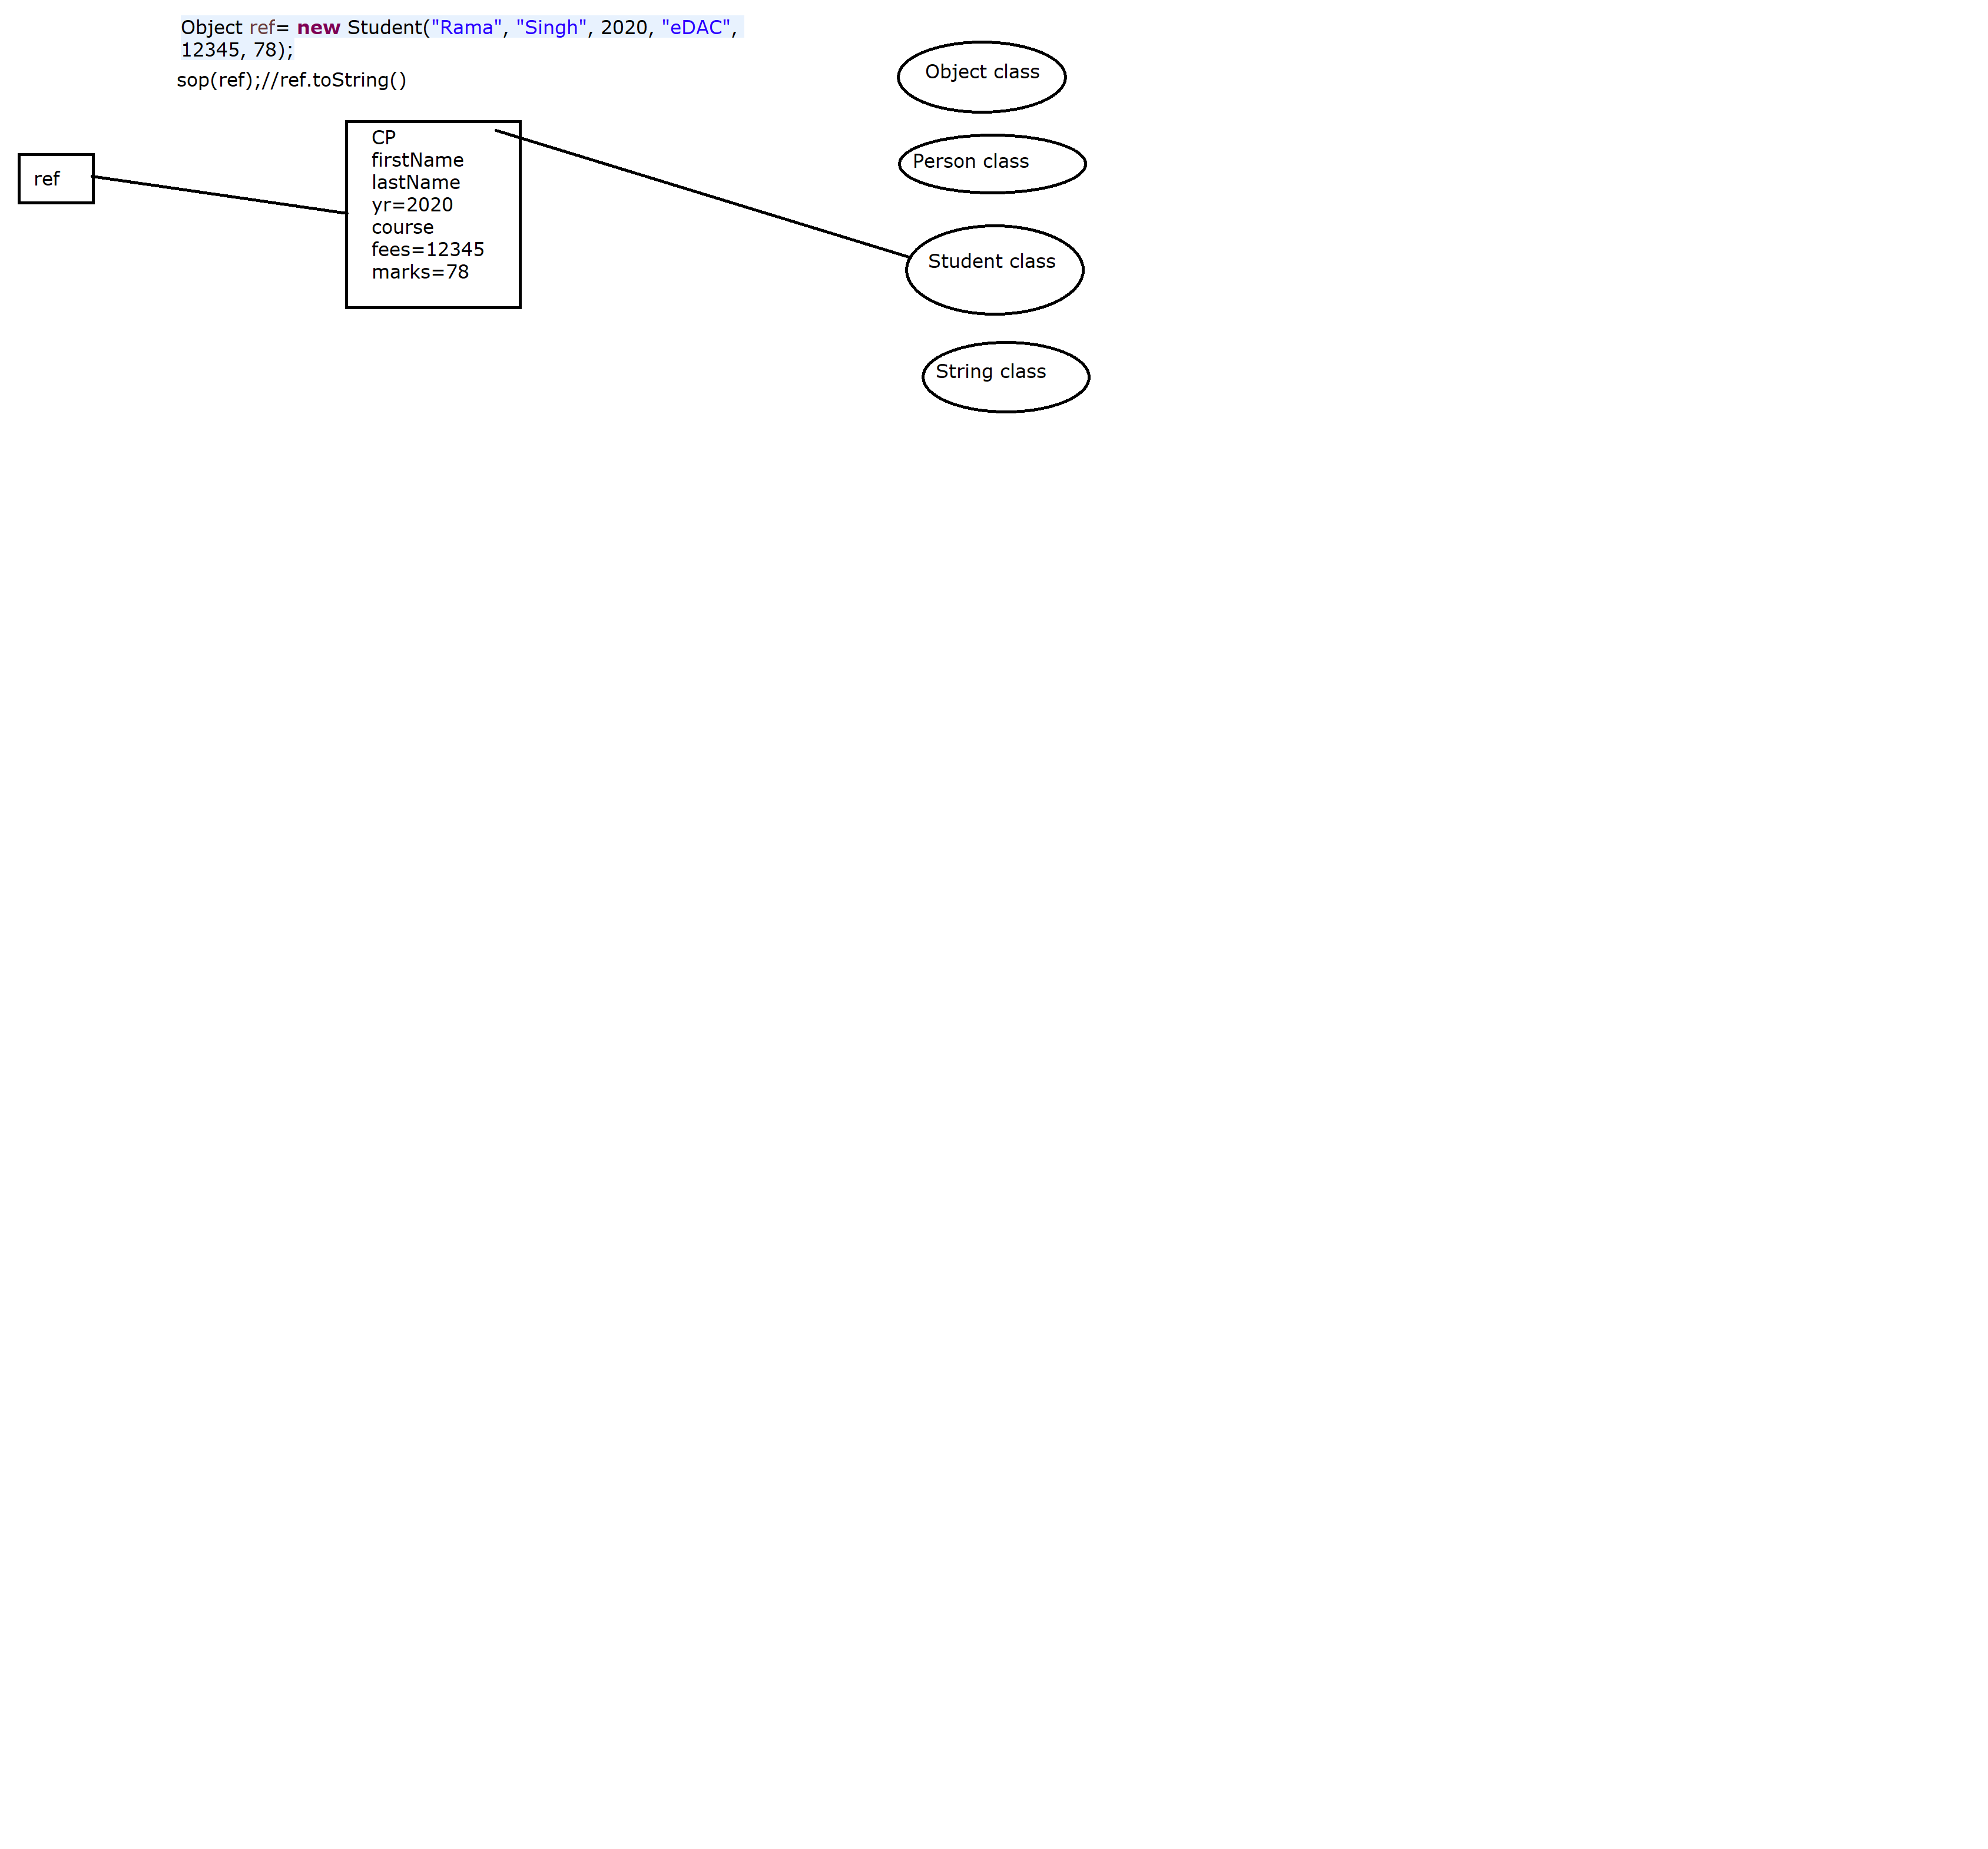 Object ref= new Student("Rama", "Singh", 2020, "eDAC",
12345, 78);
sop(ref);//ref.toString()
ref
CP
firstName
lastName
yr=2020
course
fees=12345
marks=78
Object class
Person class
Student class
String class